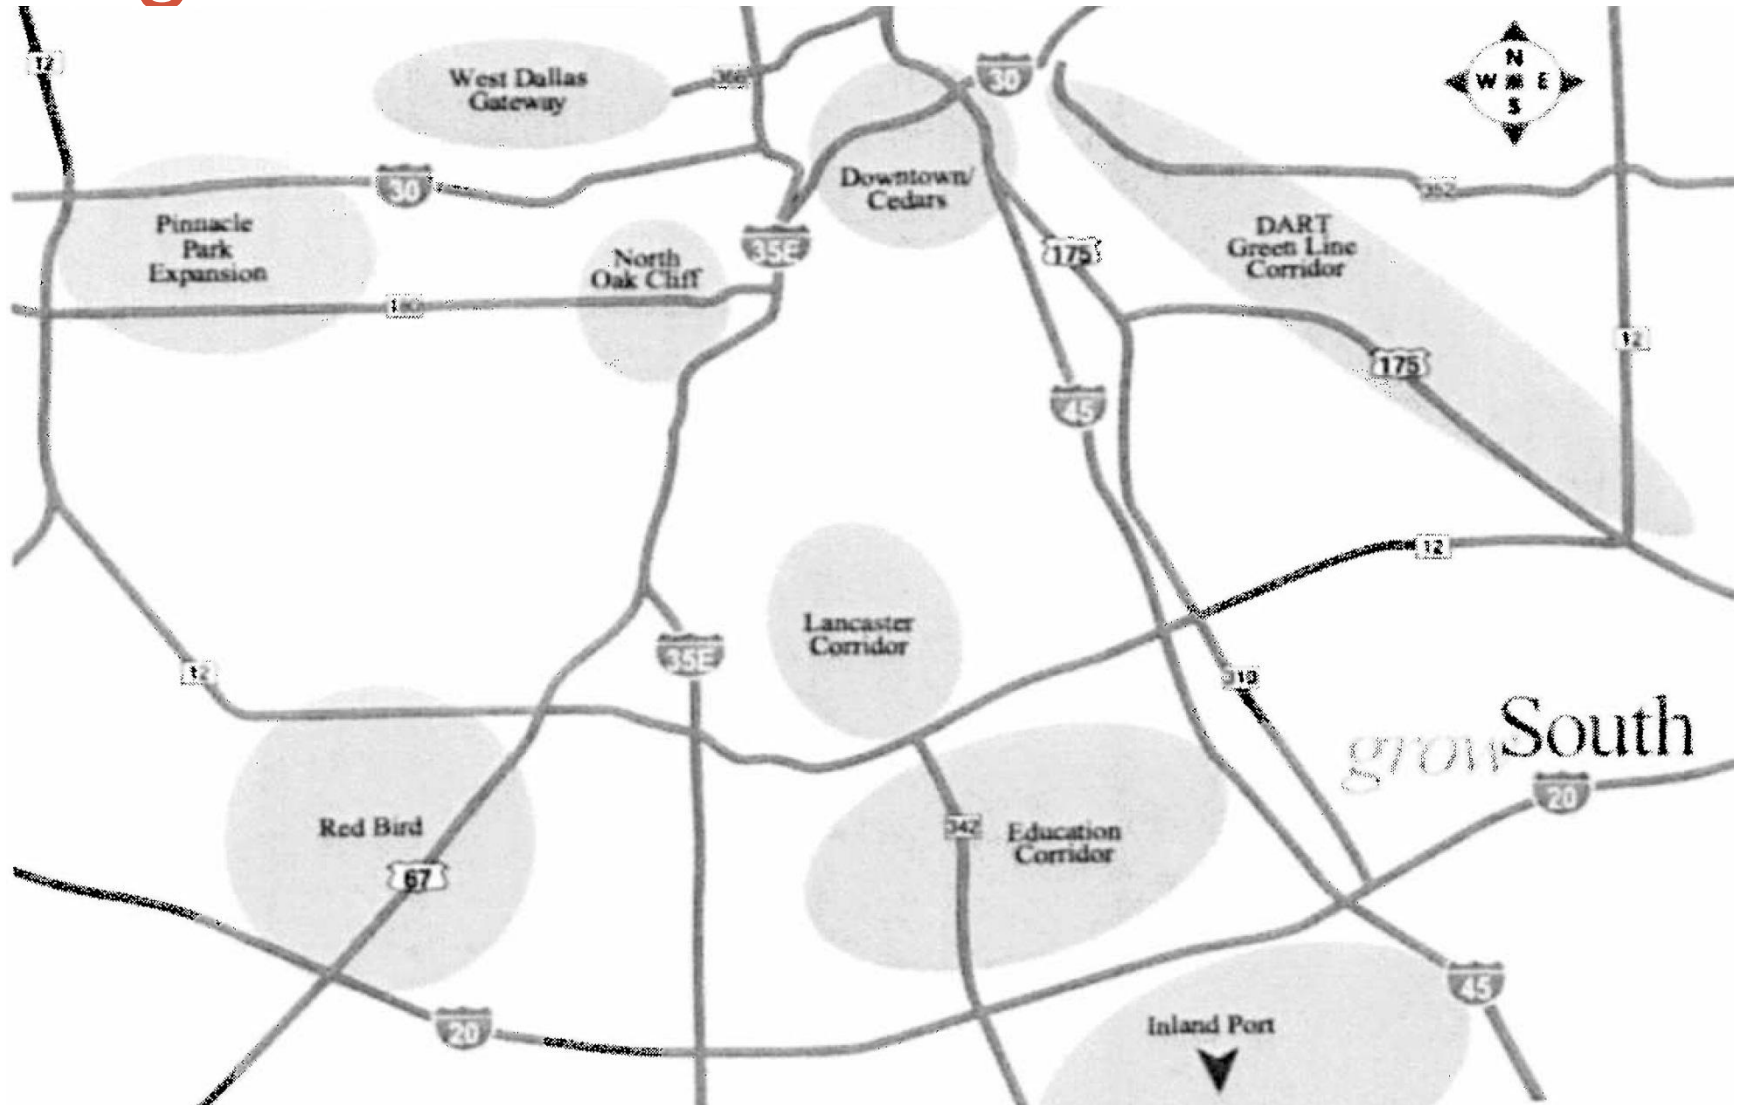 12
West Dallas
Gateway
366
30
N
W E
S
Downtown/
Cedars
30
352
Pinnacle
Park
Expansion
North
Oak Cliff
35E
175
DART
Green Line
Corridor
180
12
175
45
12
Lancaster
Corridor
35E
12
310
growSouth
20
Red Bird
67
342
Education
Corridor
45
20
Inland Port